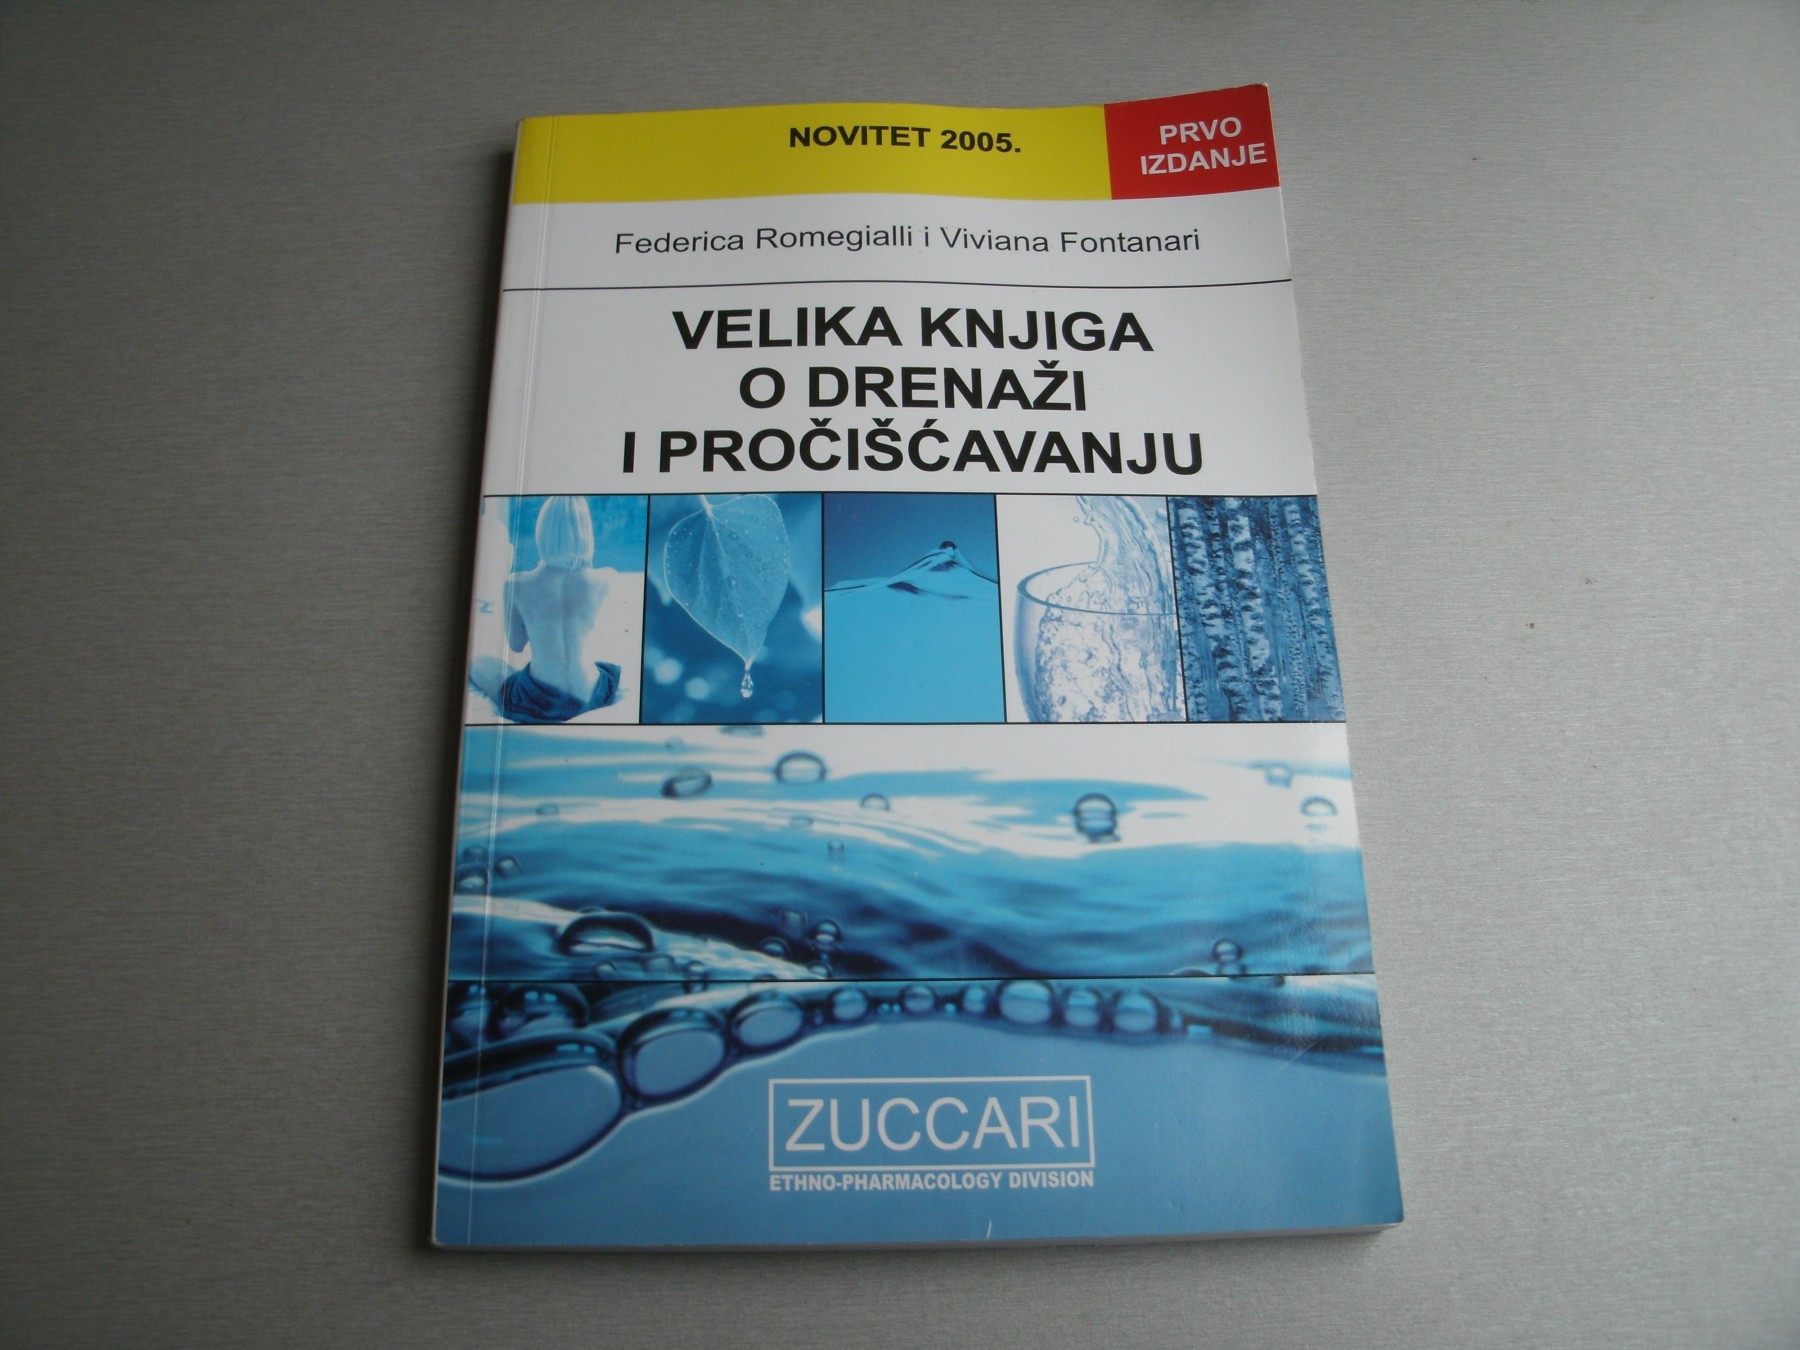 NOVITET 2005.
PRVO
IZDANJE
Federica Romegialli i Viviana Fontanari
VELIKA KNJIGA
O DRENAŽI
I PROČIŠĆAVANJU
ZUCCARI
ETHNO-PHARMACOLOGY DIVISION